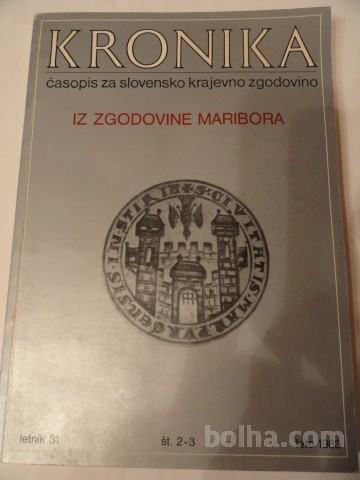 KRONIKA
časopis za slovensko krajevno zgodovino
IZ ZGODOVINE MARIBORA
letnik 31 št. 2-3
bolha.com